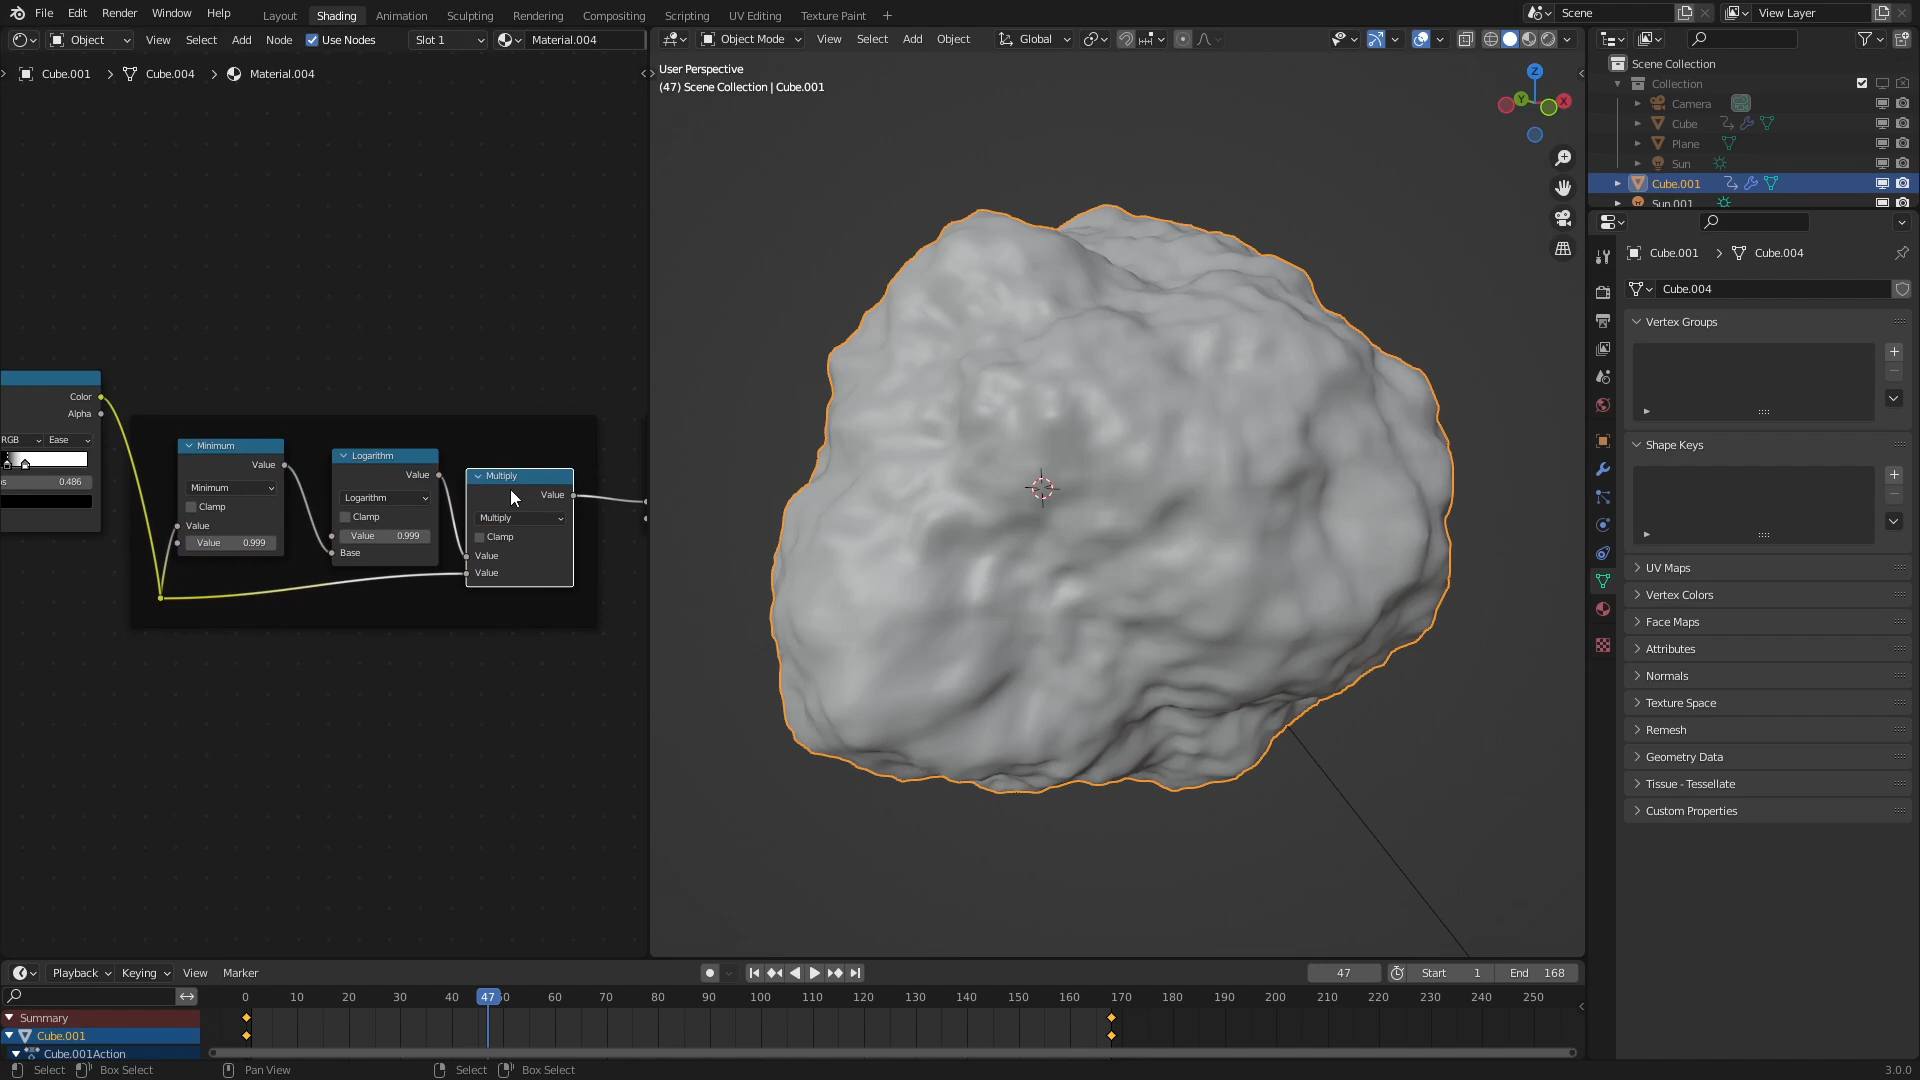 File Edit Render Window Help
Layout Shading Animation Sculpting Rendering Compositing Scripting UV Editing Texture Paint +
Scene
View Layer
Object View Select Add Node Use Nodes Slot 1 Material.004
Object Mode View Select Add Object Global
Cube.001 > Cube.004 > Material.004
User Perspective
(47) Scene Collection | Cube.001
Z
Y
X
Scene Collection
Collection
Camera
Cube
Plane
Sun
Cube.001
Sun.001
Cube.001 > Cube.004
Cube.004
Vertex Groups
Shape Keys
UV Maps
Vertex Colors
Face Maps
Attributes
Normals
Texture Space
Remesh
Geometry Data
Tissue - Tessellate
Custom Properties
Color
Alpha
RGB Ease
0.486
Minimum
Value
Minimum
Clamp
Value
Value 0.999
Logarithm
Value
Logarithm
Clamp
Value 0.999
Base
Multiply
Value
Multiply
Clamp
Value
Value
Playback Keying View Marker
47 Start 1 End 168
0 10 20 30 40 47 60 70 80 90 100 110 120 130 140 150 160 170 180 190 200 210 220 230 240 250
Summary
Cube.001
Cube.001Action
Select Box Select Pan View Select Box Select
3.0.0